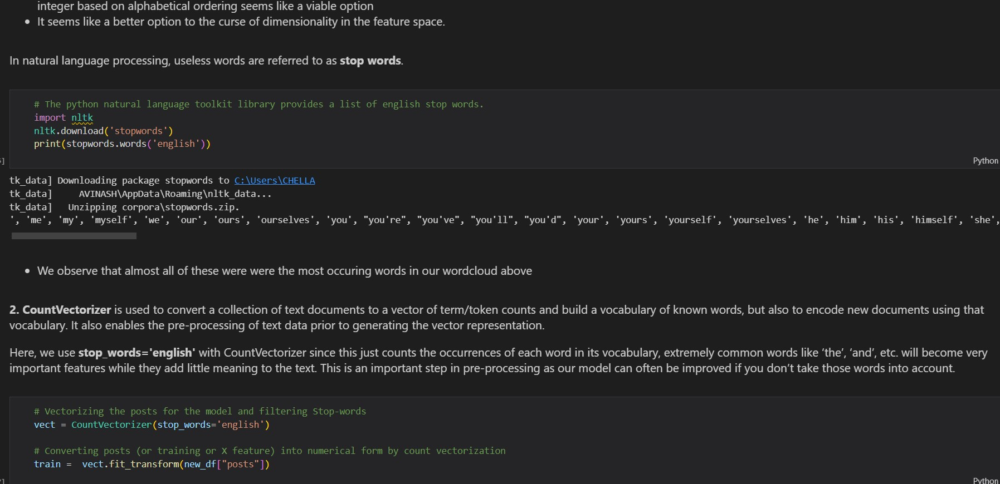 integer based on alphabetical ordering seems like a viable option
• It seems like a better option to the curse of dimensionality in the feature space.
In natural language processing, useless words are referred to as stop words.
# The python natural language toolkit library provides a list of english stop words.
import nltk
nltk.download('stopwords')
print(stopwords.words('english'))
]
Python
tk_data] Downloading package stopwords to C:\Users\CHELLA
tk_data]     AVINASH\AppData\Roaming\nltk_data...
tk_data]   Unzipping corpora\stopwords.zip.
', 'me', 'my', 'myself', 'we', 'our', 'ours', 'ourselves', 'you', "you're", "you've", "you'll", "you'd", 'your', 'yours', 'yourself', 'yourselves', 'he', 'him', 'his', 'himself', 'she',
• We observe that almost all of these were were the most occuring words in our wordcloud above
2. CountVectorizer is used to convert a collection of text documents to a vector of term/token counts and build a vocabulary of known words, but also to encode new documents using that
vocabulary. It also enables the pre-processing of text data prior to generating the vector representation.
Here, we use stop_words='english' with CountVectorizer since this just counts the occurrences of each word in its vocabulary, extremely common words like ‘the’, ‘and’, etc. will become very
important features while they add little meaning to the text. This is an important step in pre-processing as our model can often be improved if you don’t take those words into account.
# Vectorizing the posts for the model and filtering Stop-words
vect = CountVectorizer(stop_words='english')
# Converting posts (or training or X feature) into numerical form by count vectorization
train =  vect.fit_transform(new_df["posts"])
]
Python